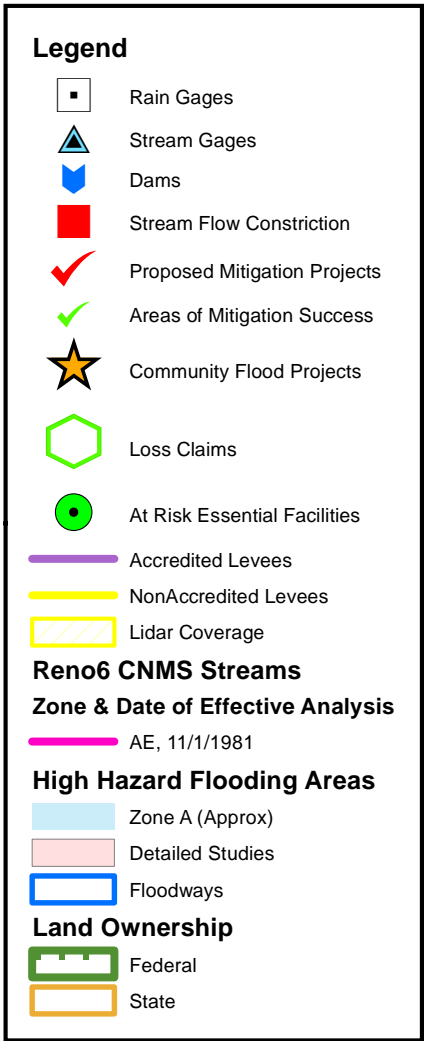 Legend
Rain Gages
Stream Gages
Dams
Stream Flow Constriction
Proposed Mitigation Projects
Areas of Mitigation Success
Community Flood Projects
Loss Claims
At Risk Essential Facilities
Accredited Levees
NonAccredited Levees
Lidar Coverage
Reno6 CNMS Streams
Zone & Date of Effective Analysis
AE, 11/1/1981
High Hazard Flooding Areas
Zone A (Approx)
Detailed Studies
Floodways
Land Ownership
Federal
State